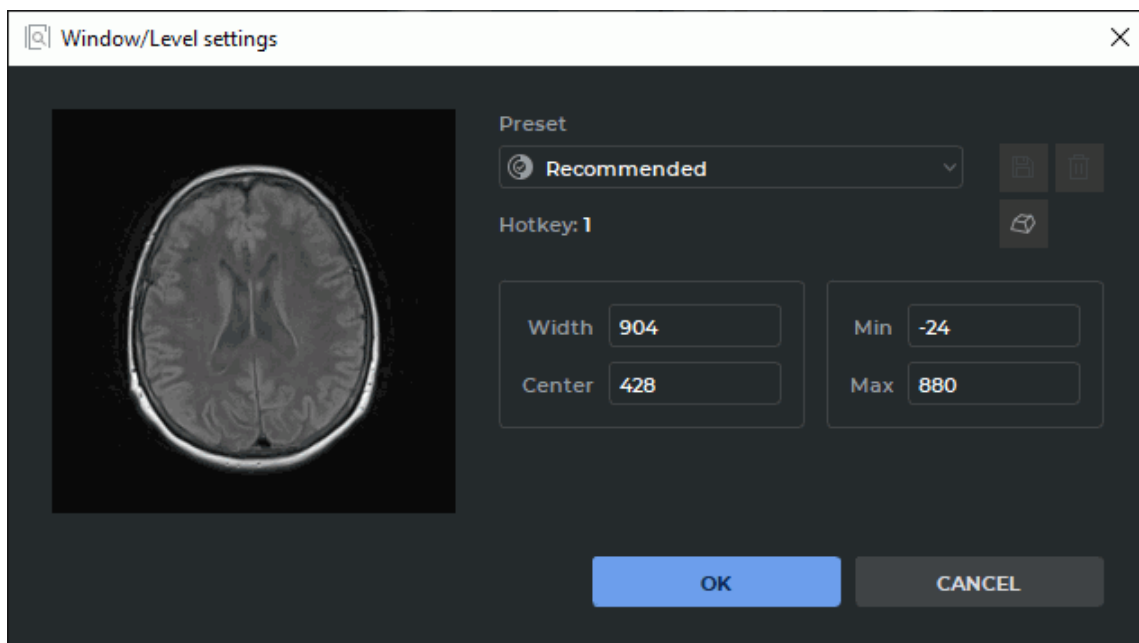 Window/Level settings
Preset
Recommended
Hotkey: 1
Width 904
Center 428
Min -24
Max 880
OK
CANCEL